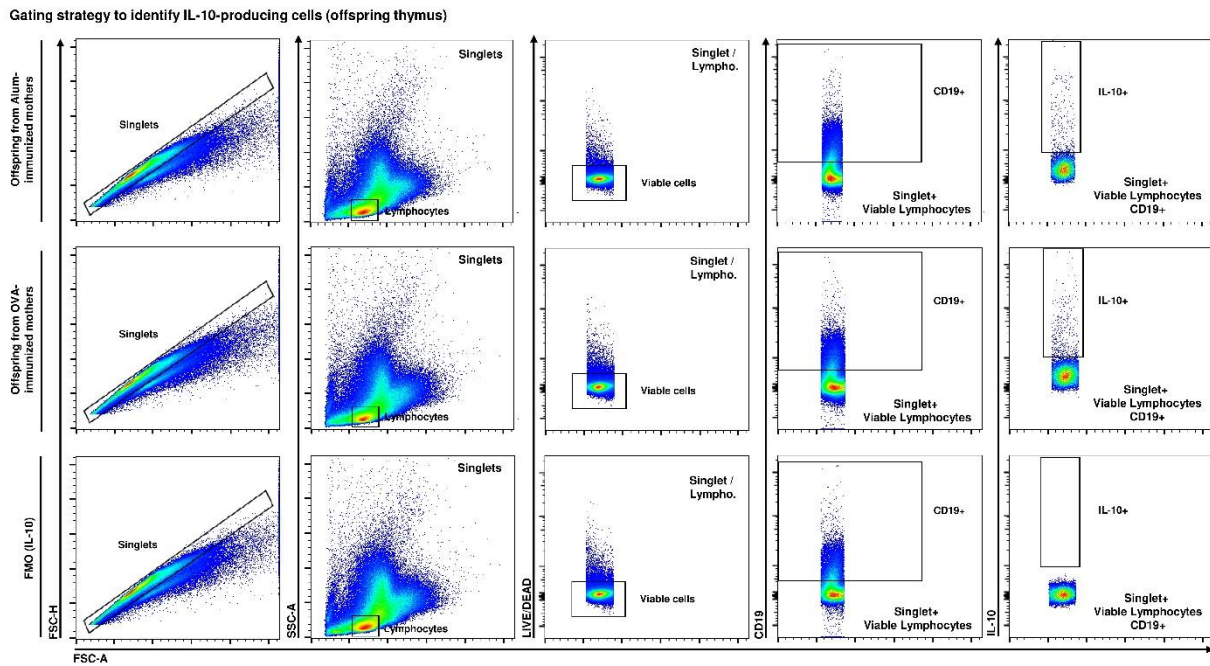 Gating strategy to identify IL-10-producing cells (offspring thymus)
Offspring from Alum-
immunized mothers
Singlets
Singlets
Lymphocytes
Singlet /
Lympho.
Viable cells
CD19+
Singlet+
Viable Lymphocytes
IL-10+
Singlet+
Viable Lymphocytes
CD19+
Offspring from OVA-
immunized mothers
Singlets
Singlets
Lymphocytes
Singlet /
Lympho.
Viable cells
CD19+
Singlet+
Viable Lymphocytes
IL-10+
Singlet+
Viable Lymphocytes
CD19+
FMO (IL-10)
Singlets
Singlets
Lymphocytes
Singlet /
Lympho.
Viable cells
CD19+
Singlet+
Viable Lymphocytes
IL-10+
Singlet+
Viable Lymphocytes
CD19+
FSC-H
SSC-A
LIVE/DEAD
CD19
IL-10
FSC-A